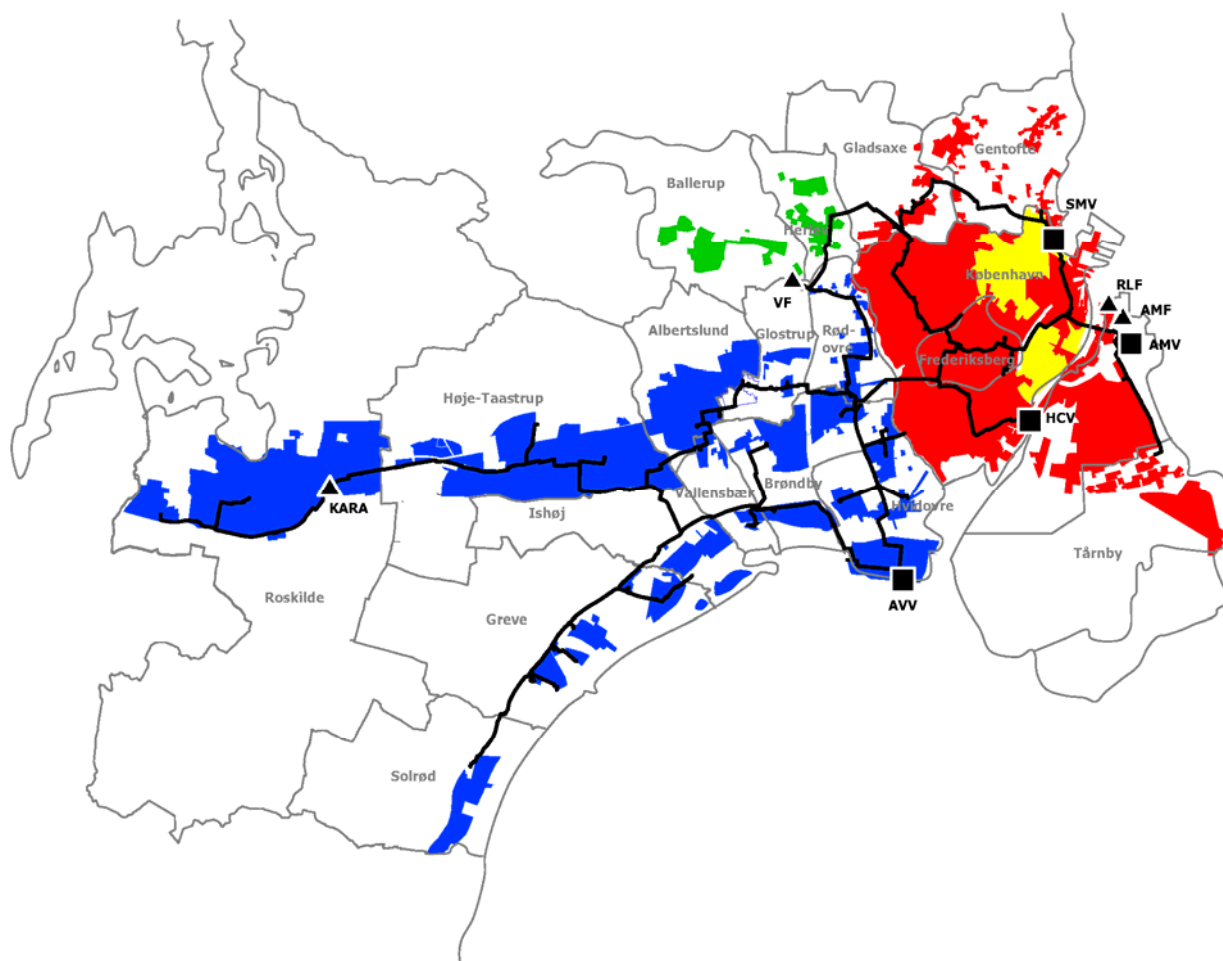 Gladsaxe
Gentofte
Ballerup
SMV
Herlev
København
RLF
VF
AMF
Albertslund
Glostrup
Rød-
ovre
AMV
Frederiksberg
Høje-Taastrup
HCV
Vallensbæk
Brøndby
KARA
Ishøj
Hvidovre
Tårnby
Roskilde
AVV
Greve
Solrød